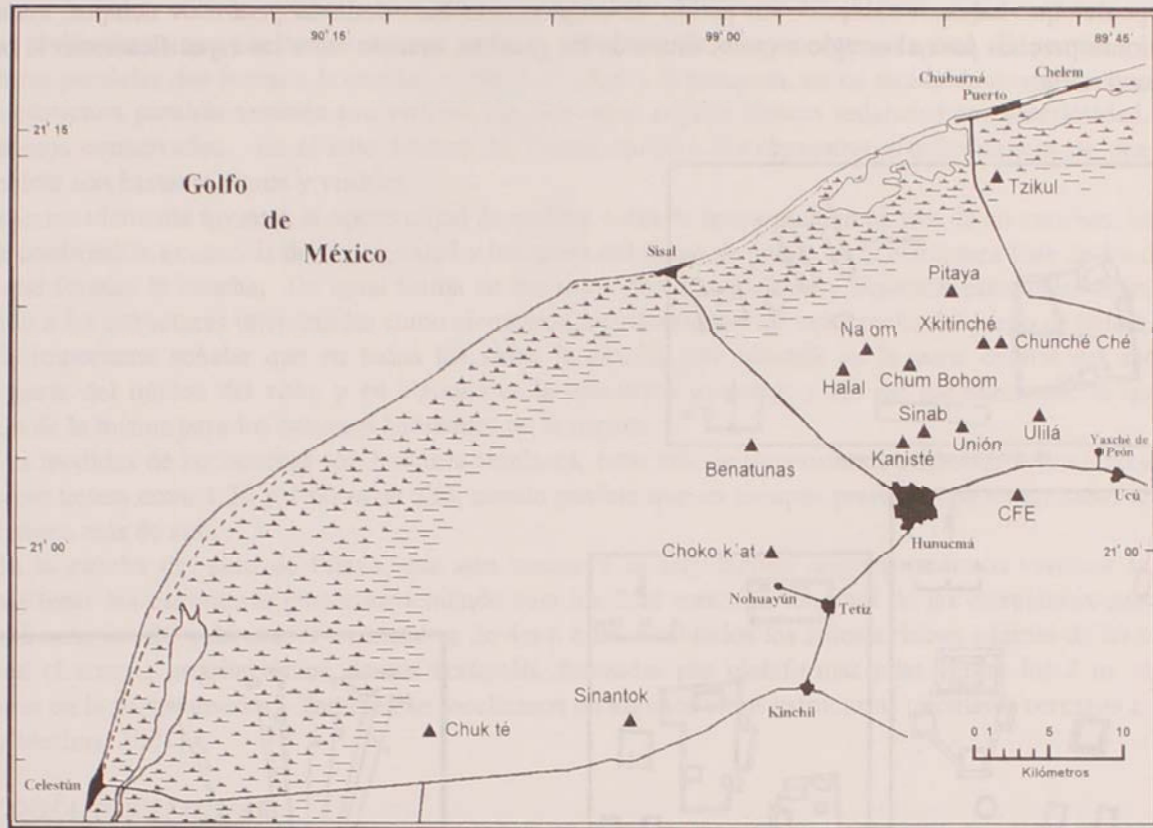 90° 15'
99° 00'
89° 45'
21° 15'
21° 00'
21° 00'
Golfo
de
México
Chuburná
Puerto
Chelem
Tzikul
Sisal
Pitaya
Xkitinché
Na om
Chunché Ché
Halal
Chum Bohom
Sinab
Unión
Ulilá
Kanisté
Benatunas
Yaxché de
Peón
Ucú
CFE
Hunucmá
Choko k´at
Nohuayún
Tetiz
Kinchil
Sinantok
Chuk té
Celestún
0 1 5 10
Kilómetros